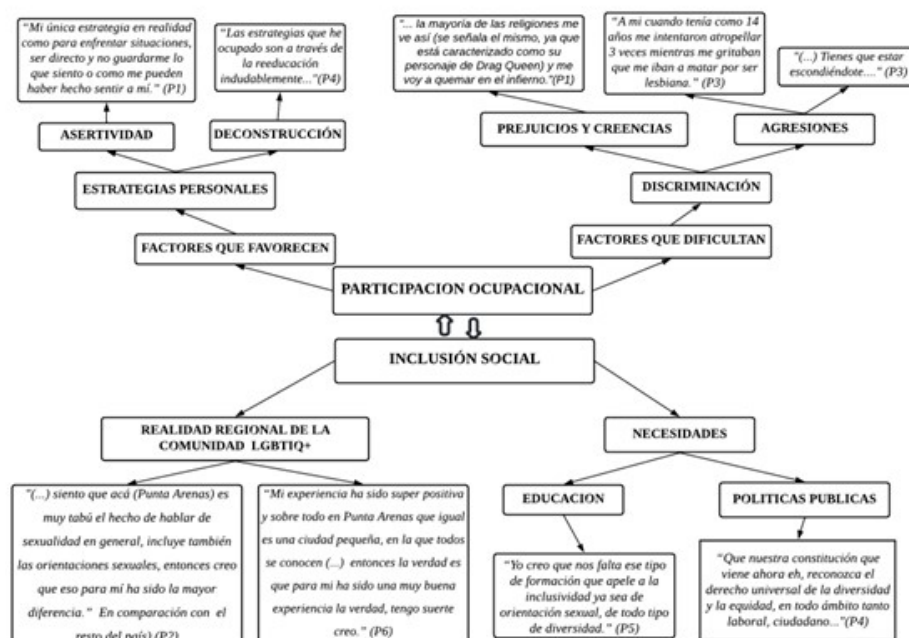 “Mi única estrategia en realidad
como para enfrentar situaciones,
ser directo y no guardarme lo
que siento o como me pueden
haber hecho sentir a mí.” (P1)
“Las estrategias que he
ocupado son a través de
la reeducación
indudablemente...”(P4)
"... la mayoría de las religiones me
ve así (se señala el mismo, ya que
está caracterizado como su
personaje de Drag Queen) y me
voy a quemar en el infierno."(P1)
“A mi cuando tenía como 14
años me intentaron atropellar
3 veces mientras me gritaban
que me iban a matar por ser
lesbiana.” (P3)
"(...) Tienes que estar
escondiéndote....” (P3)
ASERTIVIDAD
DECONSTRUCCIÓN
PREJUICIOS Y CREENCIAS
AGRESIONES
ESTRATEGIAS PERSONALES
DISCRIMINACIÓN
FACTORES QUE FAVORECEN
FACTORES QUE DIFICULTAN
PARTICIPACION OCUPACIONAL
INCLUSIÓN SOCIAL
REALIDAD REGIONAL DE LA
COMUNIDAD LGBTIQ+
NECESIDADES
"(...) siento que acá (Punta Arenas) es
muy tabú el hecho de hablar de
sexualidad en general, incluye también
las orientaciones sexuales, entonces creo
que eso para mí ha sido la mayor
diferencia.” En comparación con el
resto del país) (P2)
“Mi experiencia ha sido super positiva
y sobre todo en Punta Arenas que igual
es una ciudad pequeña, en la que todos
se conocen (...) entonces la verdad es
que para mi ha sido una muy buena
experiencia la verdad, tengo suerte
creo.” (P6)
EDUCACION
POLITICAS PUBLICAS
“Yo creo que nos falta ese tipo
de formación que apele a la
inclusividad ya sea de
orientación sexual, de todo tipo
de diversidad.” (P5)
“Que nuestra constitución que
viene ahora eh, reconozca el
derecho universal de la diversidad
y la equidad, en todo ámbito tanto
laboral, ciudadano...”(P4)